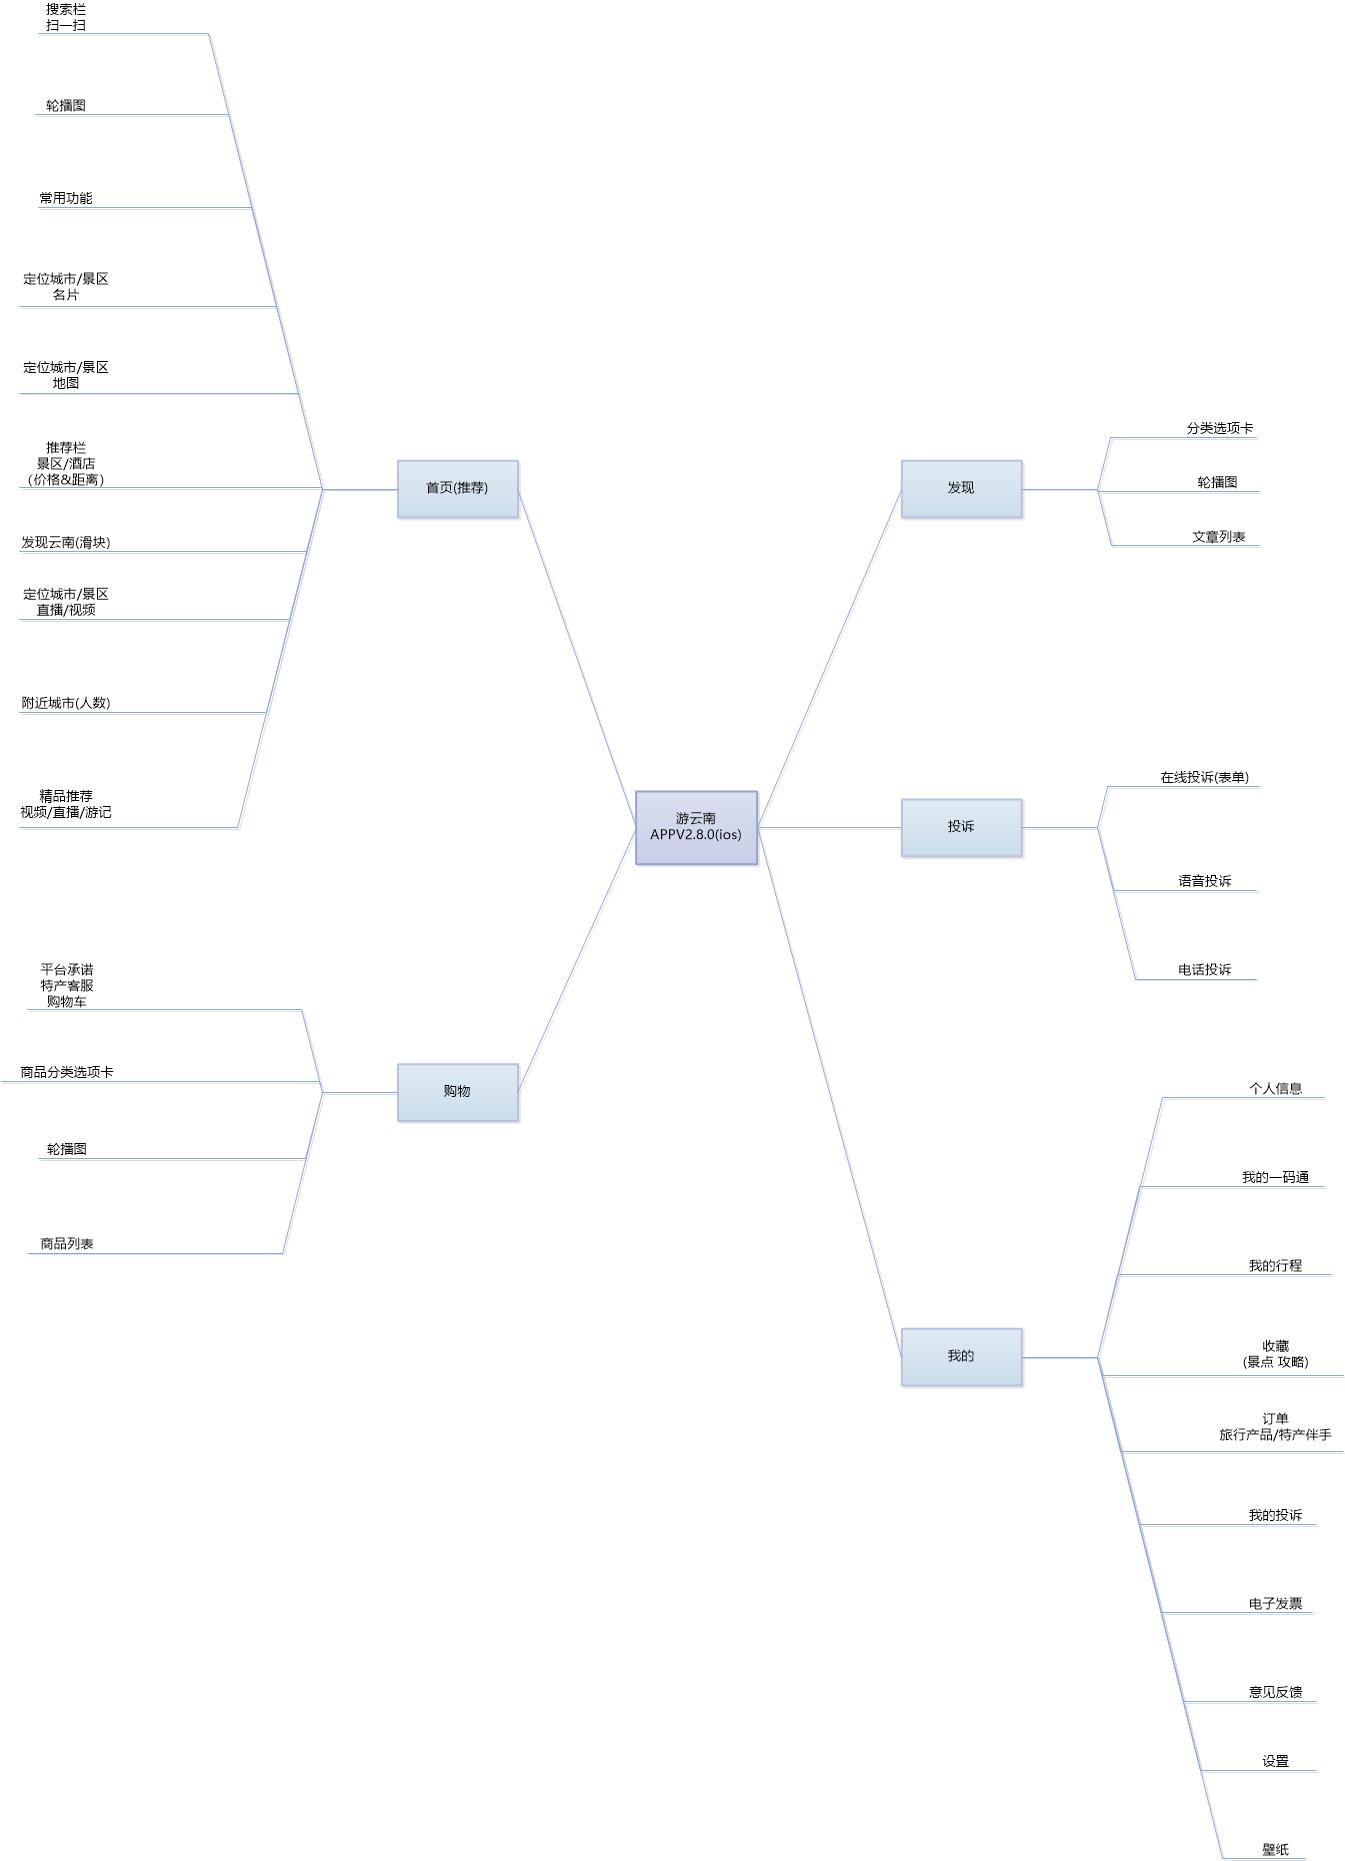 游云南
APPV2.8.0(ios)
首页(推荐)
搜索栏
扫一扫
轮播图
常用功能
定位城市/景区
名片
定位城市/景区
地图
推荐栏
景区/酒店
(价格&距离)
发现云南(滑块)
定位城市/景区
直播/视频
附近城市(人数)
精品推荐
视频/直播/游记
购物
平台承诺
特产客服
购物车
商品分类选项卡
轮播图
商品列表
发现
分类选项卡
轮播图
文章列表
投诉
在线投诉(表单)
语音投诉
电话投诉
我的
个人信息
我的一码通
我的行程
收藏
(景点 攻略)
订单
旅行产品/特产伴手
我的投诉
电子发票
意见反馈
设置
壁纸